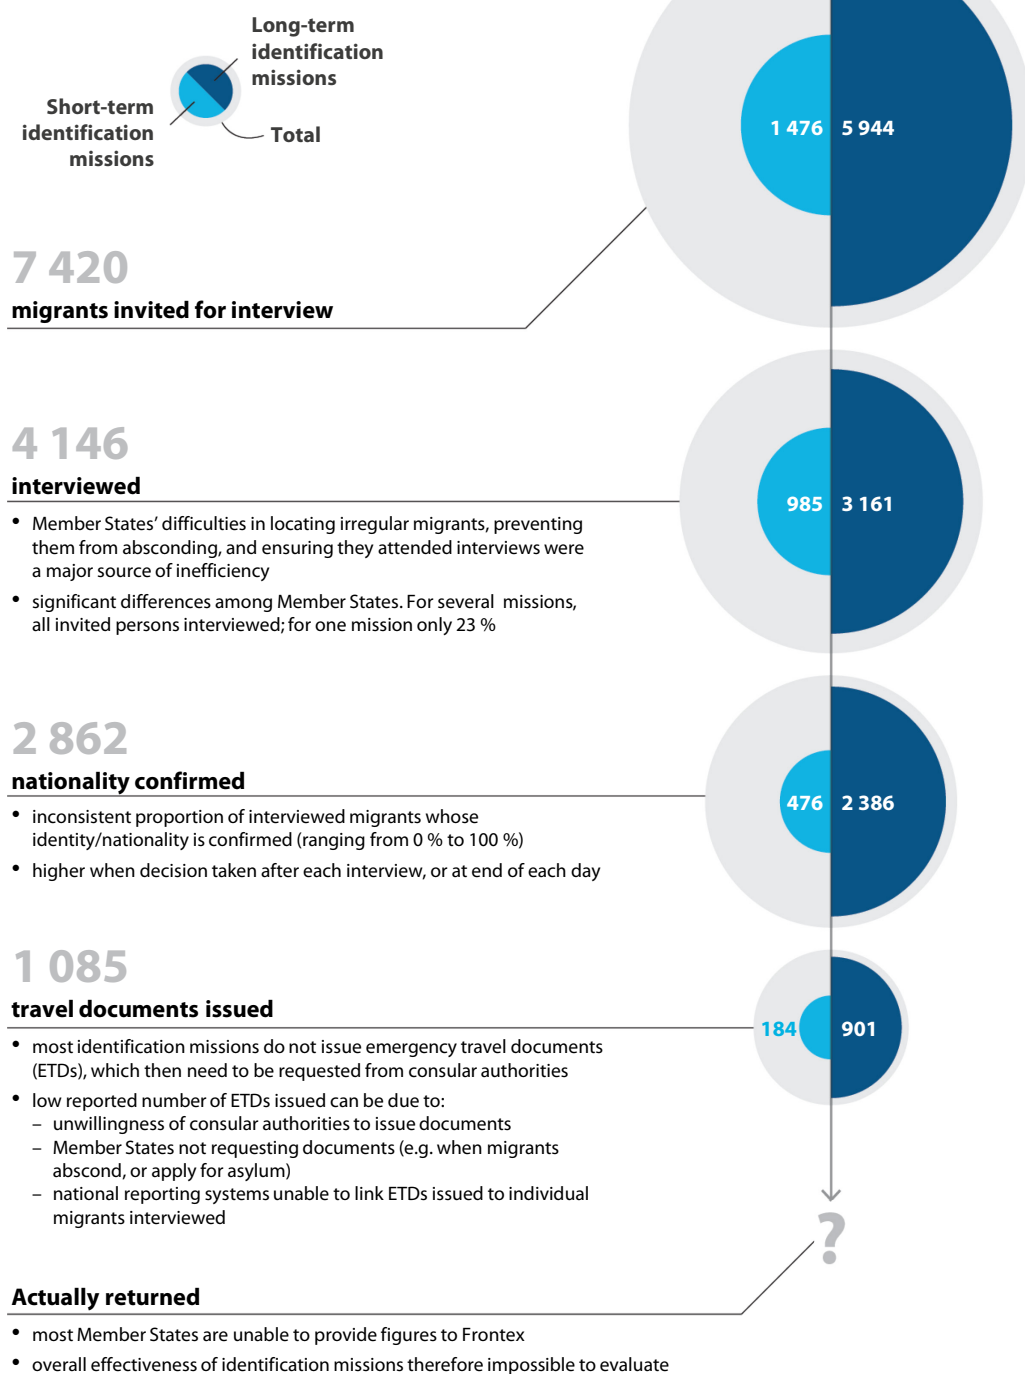 Long-term
identification
missions
Short-term
identification
missions
Total
1 476 5 944
7 420
migrants invited for interview
4 146
interviewed
985 3 161
• Member States’ difficulties in locating irregular migrants, preventing
them from absconding, and ensuring they attended interviews were
a major source of inefficiency
• significant differences among Member States. For several missions,
all invited persons interviewed; for one mission only 23 %
2 862
nationality confirmed
476 2 386
• inconsistent proportion of interviewed migrants whose
identity/nationality is confirmed (ranging from 0 % to 100 %)
• higher when decision taken after each interview, or at end of each day
1 085
travel documents issued
184 901
• most identification missions do not issue emergency travel documents
(ETDs), which then need to be requested from consular authorities
• low reported number of ETDs issued can be due to:
– unwillingness of consular authorities to issue documents
– Member States not requesting documents (e.g. when migrants
abscond, or apply for asylum)
– national reporting systems unable to link ETDs issued to individual
migrants interviewed
?
Actually returned
• most Member States are unable to provide figures to Frontex
• overall effectiveness of identification missions therefore impossible to evaluate